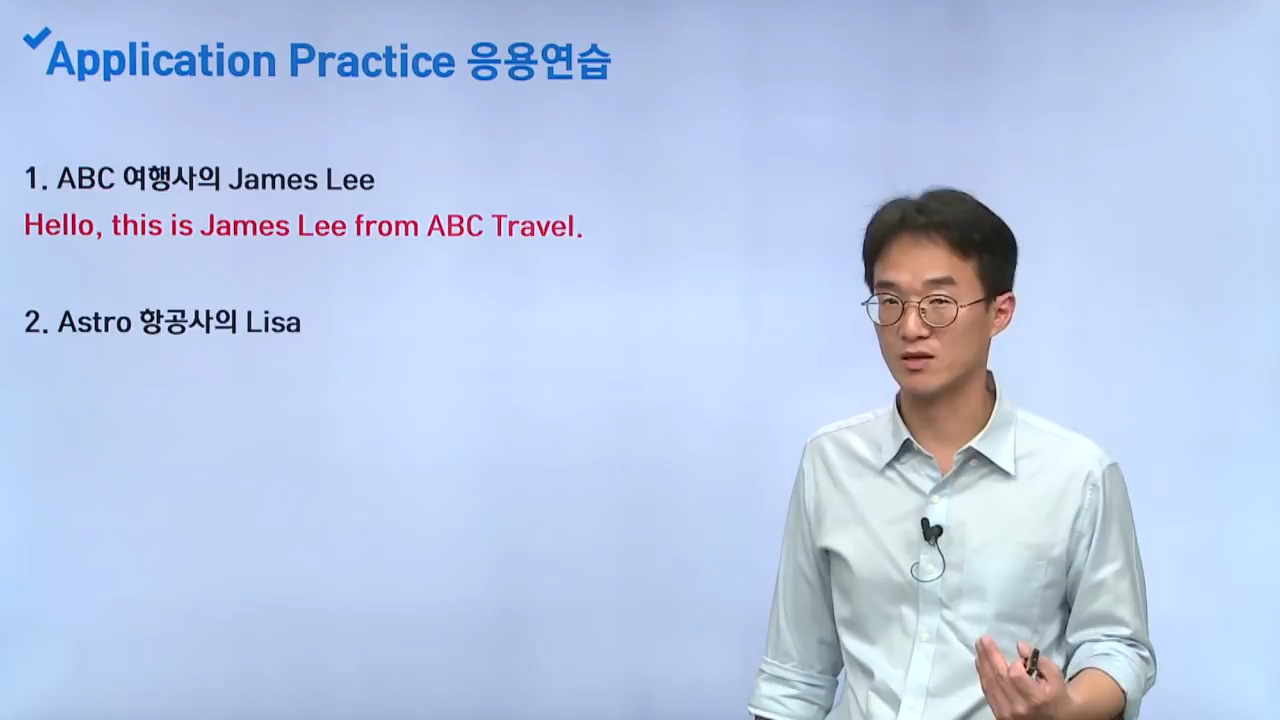 Application Practice 응용연습
1. ABC 여행사의 James Lee
Hello, this is James Lee from ABC Travel.
2. Astro 항공사의 Lisa